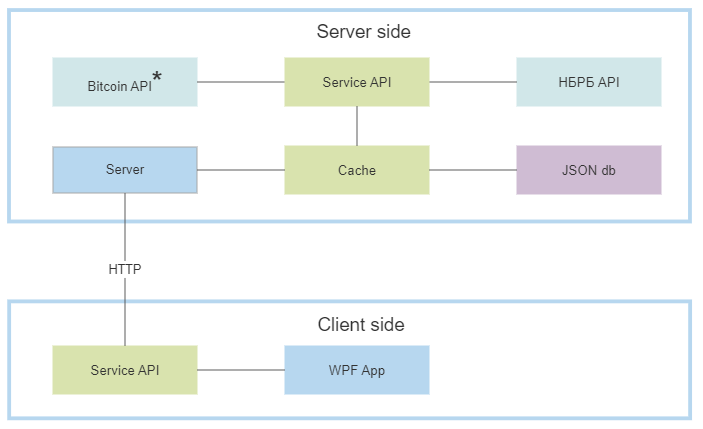 Server side
Bitcoin API*
Service API
НБРБ API
Server
Cache
JSON db
HTTP
Client side
Service API
WPF App